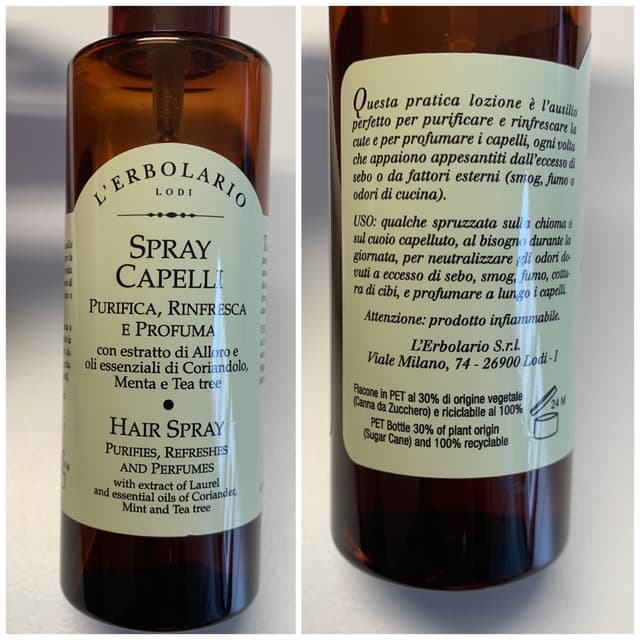 L'ERBOLARIO
LODI
SPRAY
CAPELLI
PURIFICA, RINFRESCA
E PROFUMA
con estratto di Alloro e
oli essenziali di Coriandolo,
Menta e Tea tree
HAIR SPRAY
PURIFIES, REFRESHES
AND PERFUMES
with extract of Laurel
and essential oils of Coriander,
Mint and Tea tree
Questa pratica lozione è l'ausilio
perfetto per purificare e rinfrescare la
cute e per profumare i capelli, ogni volta
che appaiono appesantiti dall'eccesso di
sebo o da fattori esterni (smog, fumo o
odori di cucina).
USO: qualche spruzzata sulla chioma o
sul cuoio capelluto, al bisogno durante la
giornata, per neutralizzare gli odori do-
vuti a eccesso di sebo, smog, fumo, cottu-
ra di cibi, e profumare a lungo i capelli.
Attenzione: prodotto infiammabile.
L'Erbolario S.r.l.
Viale Milano, 74 - 26900 Lodi - I
Flacone in PET al 30% di origine vegetale
(Canna da Zucchero) e riciclabile al 100%
PET Bottle 30% of plant origin
(Sugar Cane) and 100% recyclable
24 M